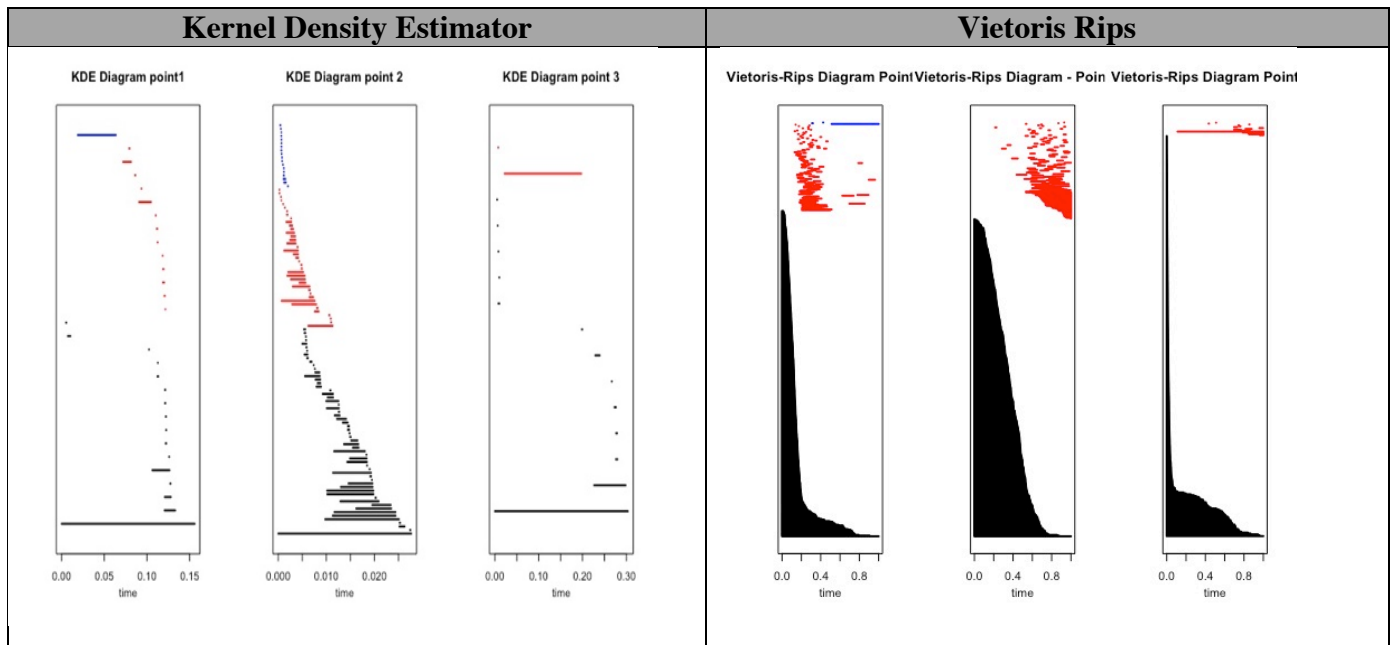 Kernel Density Estimator
Vietoris Rips
KDE Diagram point1
KDE Diagram point 2
KDE Diagram point 3
Vietoris-Rips Diagram Point
Vietoris-Rips Diagram - Poin
Vietoris-Rips Diagram Point
0.00 0.05 0.10 0.15
time
0.000 0.010 0.020
time
0.00 0.10 0.20 0.30
time
0.0 0.4 0.8
time
0.0 0.4 0.8
time
0.0 0.4 0.8
time